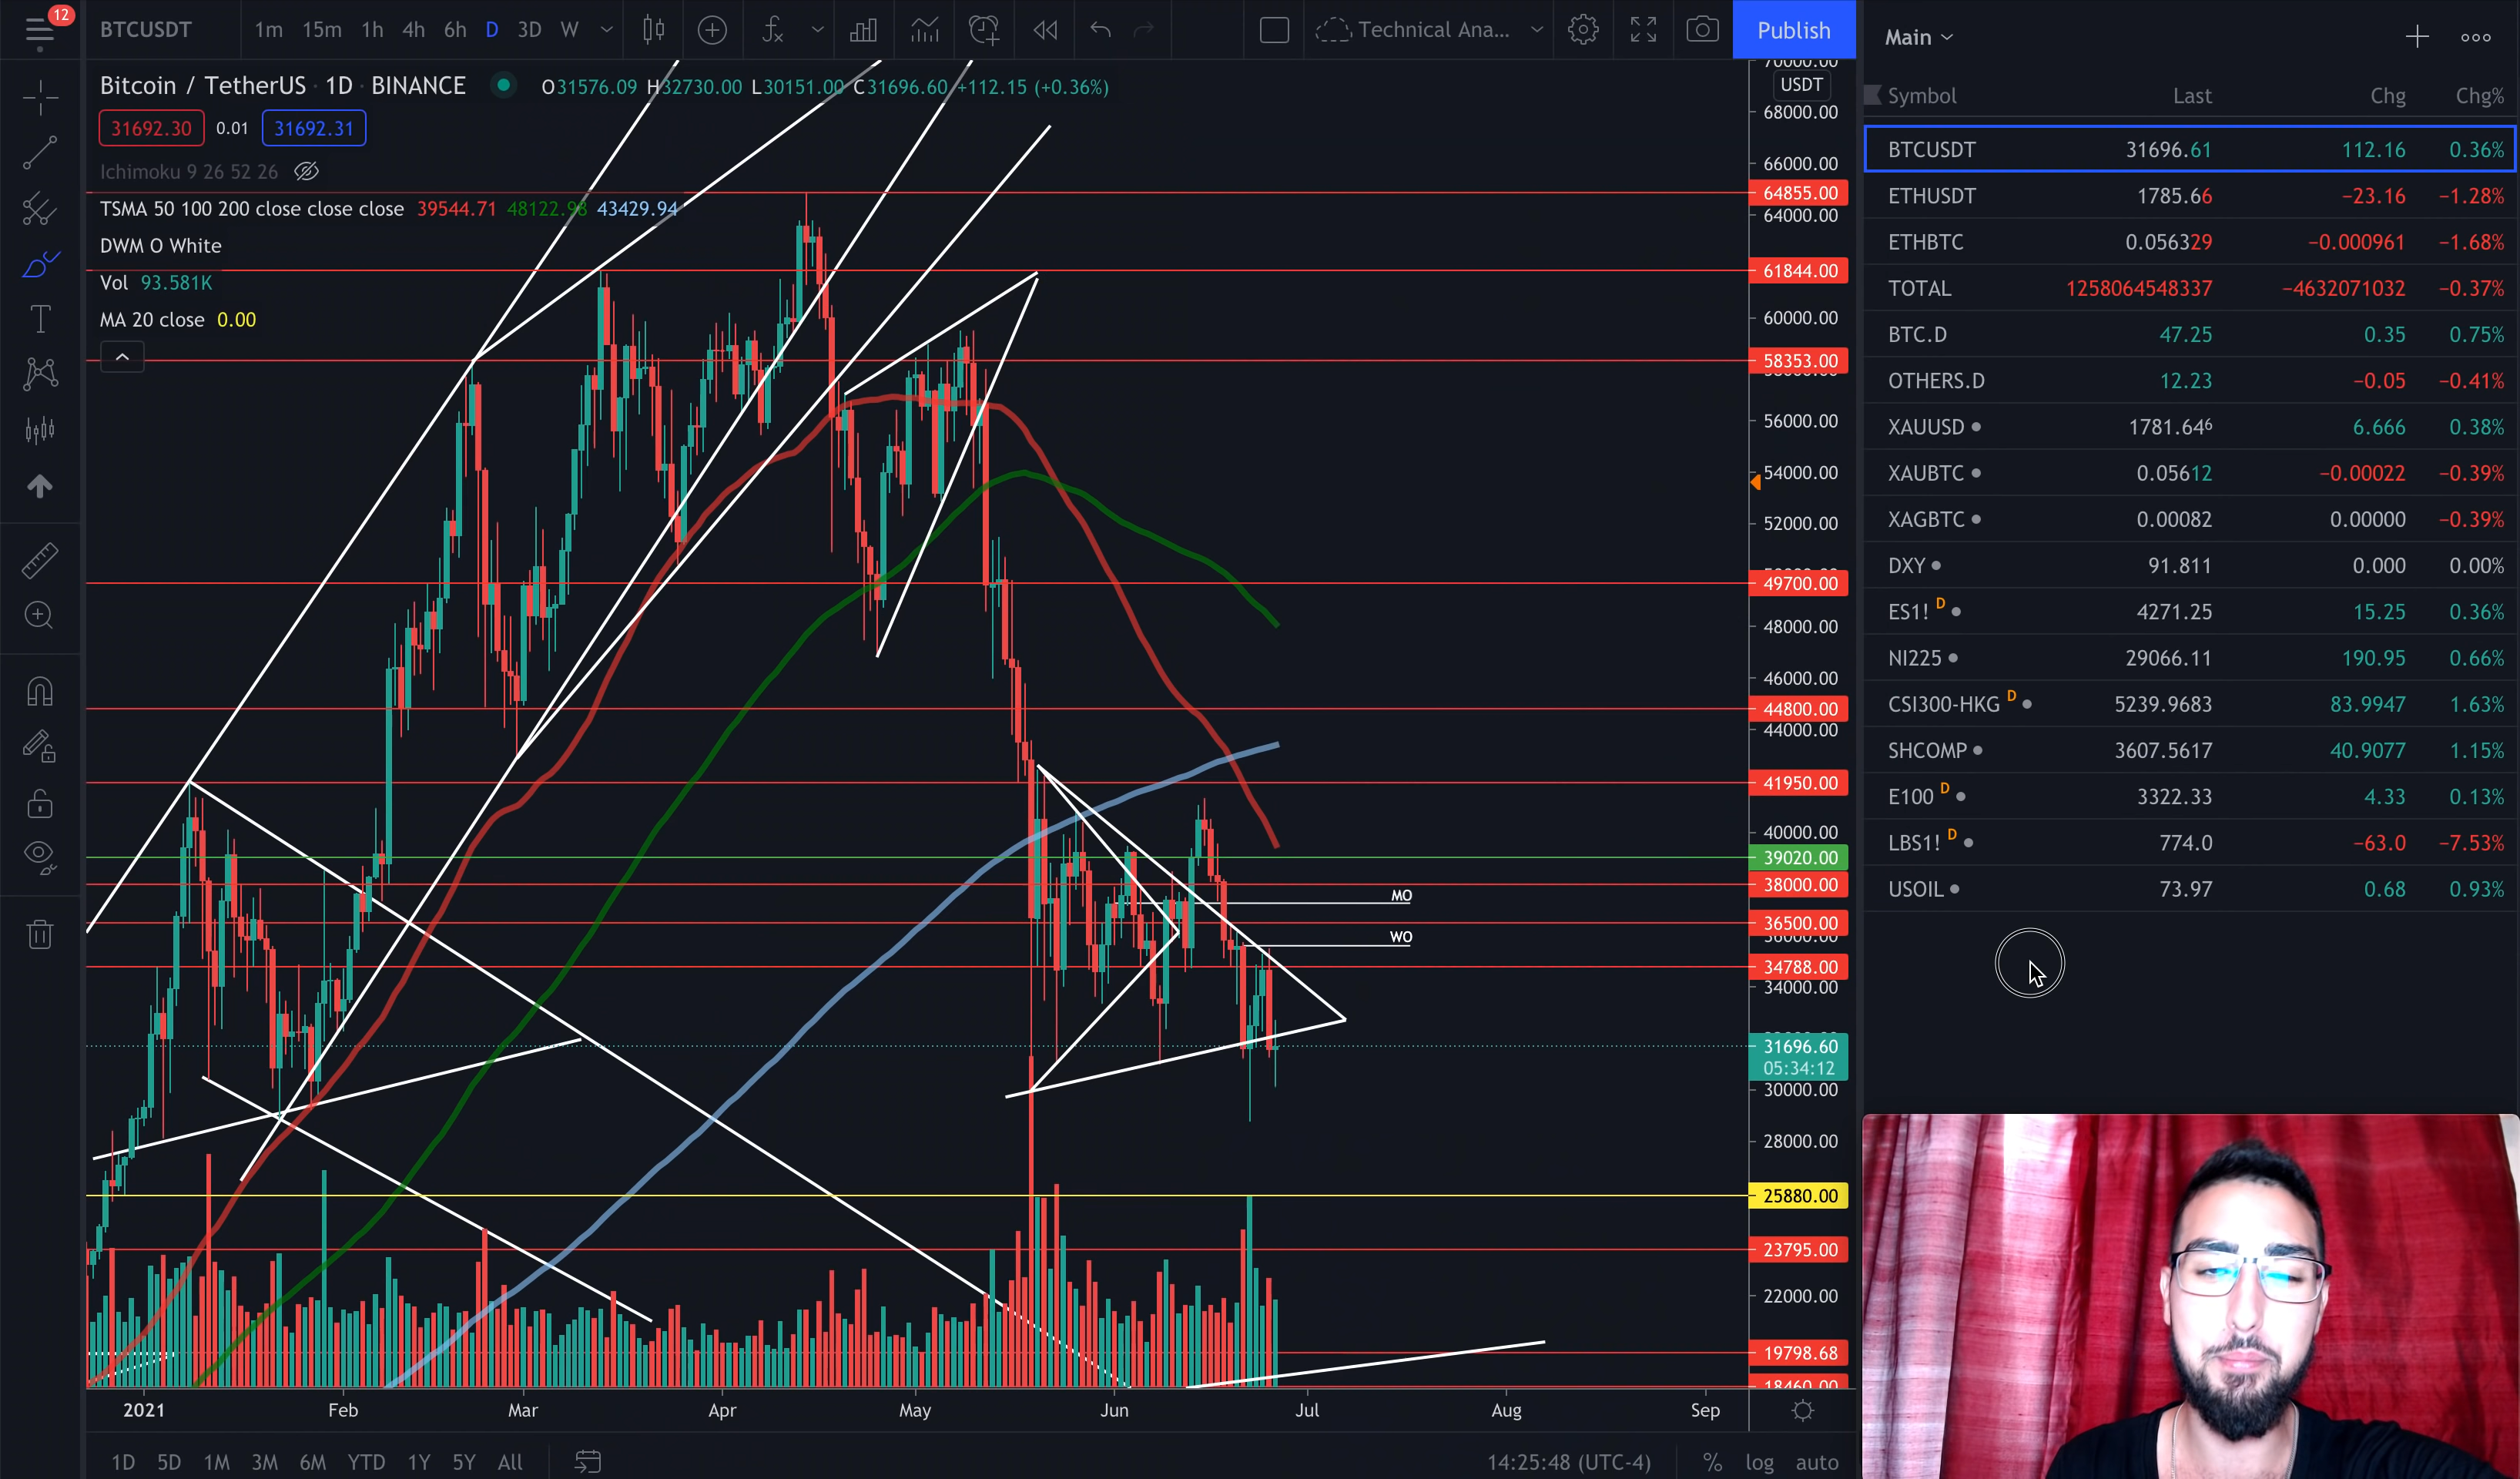 12
BTCUSDT 1m 15m 1h 4h 6h D 3D W Technical Ana... Publish
Bitcoin / TetherUS · 1D · BINANCE O31576.09 H32730.00 L30151.00 C31696.60 +112.15 (+0.36%)
31692.30 0.01 31692.31
Ichimoku 9 26 52 26
TSMA 50 100 200 close close close 39544.71 48122.98 43429.94
DWM O White
Vol 93.581K
MA 20 close 0.00
MO
WO
70000.00
USDT
68000.00
66000.00
64855.00
64000.00
61844.00
60000.00
58353.00
56000.00
54000.00
52000.00
49700.00
48000.00
46000.00
44800.00
44000.00
41950.00
40000.00
39020.00
38000.00
36500.00
36000.00
34788.00
34000.00
31696.60
05:34:12
30000.00
28000.00
25880.00
23795.00
22000.00
19798.68
18460.00
2021 Feb Mar Apr May Jun Jul Aug Sep
1D 5D 1M 3M 6M YTD 1Y 5Y All 14:25:48 (UTC-4) % log auto
Main
Symbol Last Chg Chg%
BTCUSDT 31696.61 112.16 0.36%
ETHUSDT 1785.66 −23.16 −1.28%
ETHBTC 0.056329 −0.000961 −1.68%
TOTAL 1258064548337 −4632071032 −0.37%
BTC.D 47.25 0.35 0.75%
OTHERS.D 12.23 −0.05 −0.41%
XAUUSD 1781.646 6.666 0.38%
XAUBTC 0.05612 −0.00022 −0.39%
XAGBTC 0.00082 0.00000 −0.39%
DXY 91.811 0.000 0.00%
ES1! D 4271.25 15.25 0.36%
NI225 29066.11 190.95 0.66%
CSI300-HKG D 5239.9683 83.9947 1.63%
SHCOMP 3607.5617 40.9077 1.15%
E100 D 3322.33 4.33 0.13%
LBS1! D 774.0 −63.0 −7.53%
USOIL 73.97 0.68 0.93%